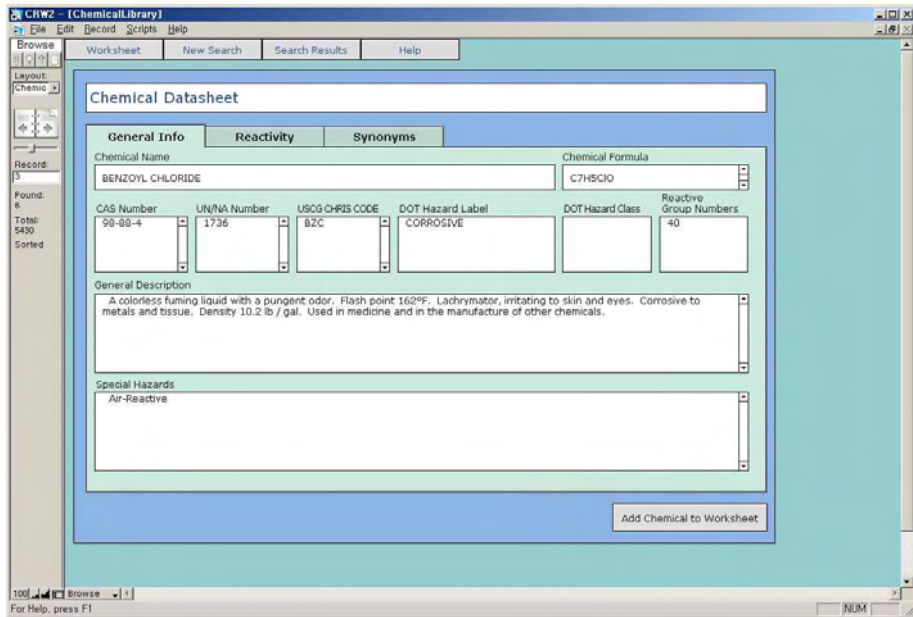 CRW2 - [ChemicalLibrary]
File Edit Record Scripts Help
Browse
Worksheet New Search Search Results Help
Layout:
Chemic
Record:
3
Found:
6
Total:
5430
Sorted
Chemical Datasheet
General Info Reactivity Synonyms
Chemical Name Chemical Formula
BENZOYL CHLORIDE C7H5ClO
CAS Number UN/NA Number USCG CHRIS CODE DOT Hazard Label DOT Hazard Class Reactive Group Numbers
98-88-4 1736 BZC CORROSIVE 40
General Description
A colorless fuming liquid with a pungent odor. Flash point 162°F. Lachrymator, irritating to skin and eyes. Corrosive to
metals and tissue. Density 10.2 lb / gal. Used in medicine and in the manufacture of other chemicals.
Special Hazards
Air-Reactive
Add Chemical to Worksheet
100 Browse
For Help, press F1 NUM